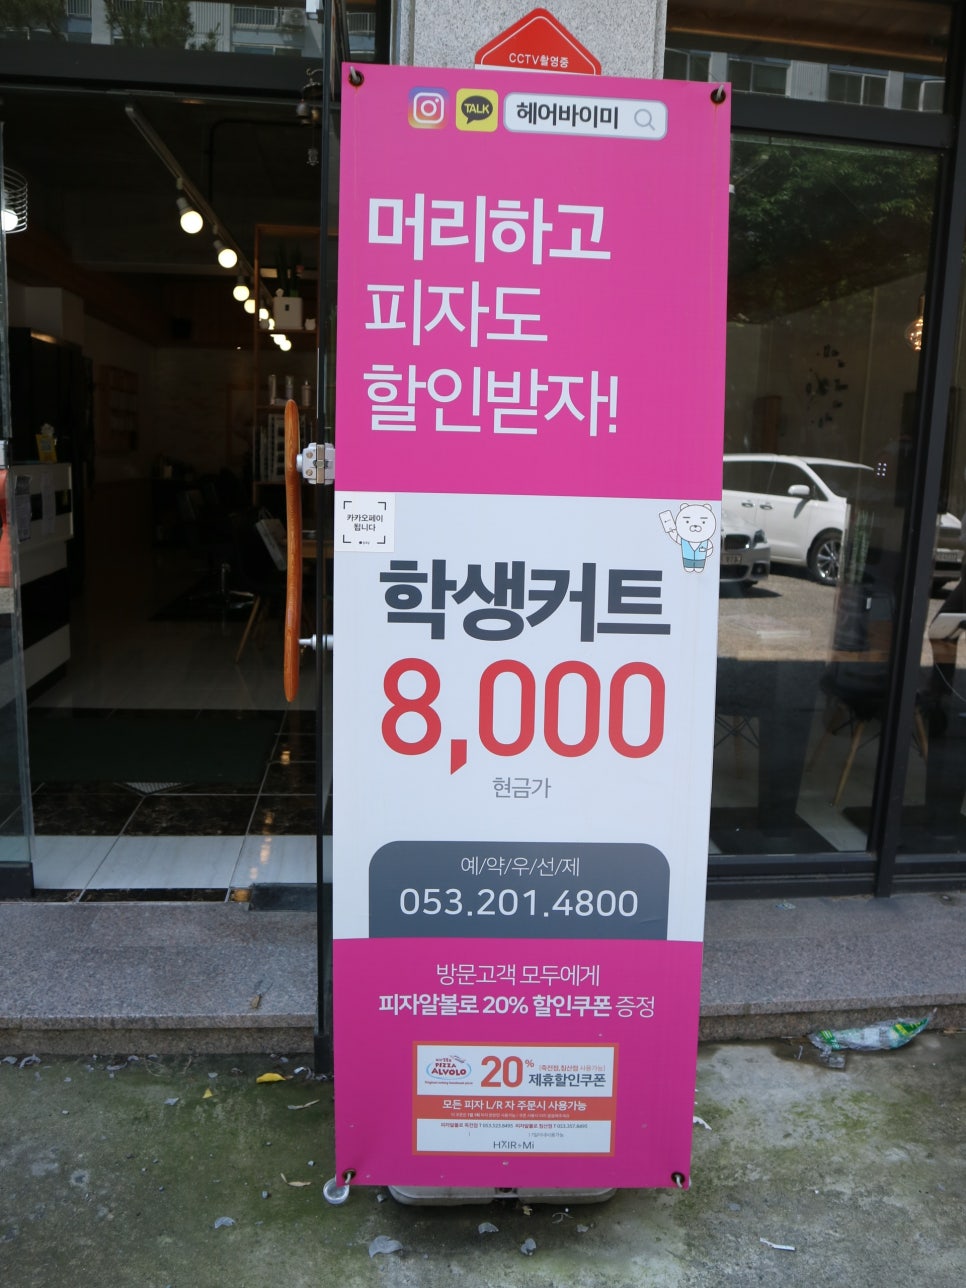 CCTV촬영중
TALK
헤어바이미
머리하고
피자도
할인받자!
카카오페이
됩니다
학생커트
8,000
현금가
예/약/우/선/제
053.201.4800
방문고객 모두에게
피자알볼로 20% 할인쿠폰 증정
PIZZA
ALVOLO
20%
제휴할인쿠폰
모든 피자 L/R 자 주문시 사용가능
HAIR+Mi